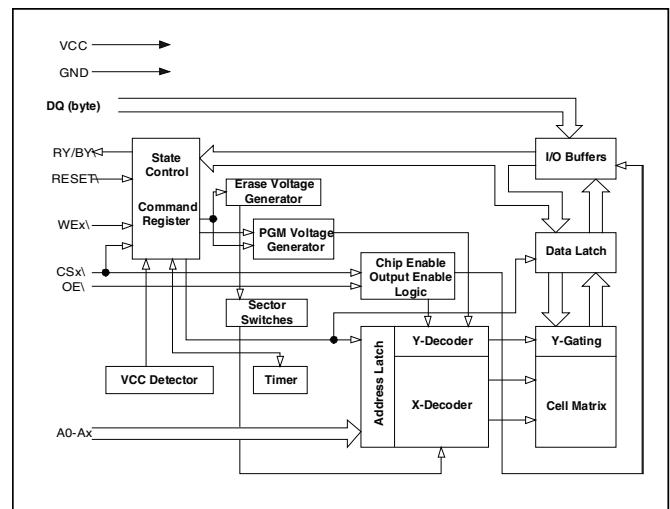 VCC
GND
DQ (byte)
RY/BY\
RESET\
WEx\
CSx\
OE\
A0-Ax
State
Control
Command
Register
Erase Voltage
Generator
PGM Voltage
Generator
Chip Enable
Output Enable
Logic
Sector
Switches
VCC Detector
Timer
Address Latch
Y-Decoder
X-Decoder
I/O Buffers
Data Latch
Y-Gating
Cell Matrix